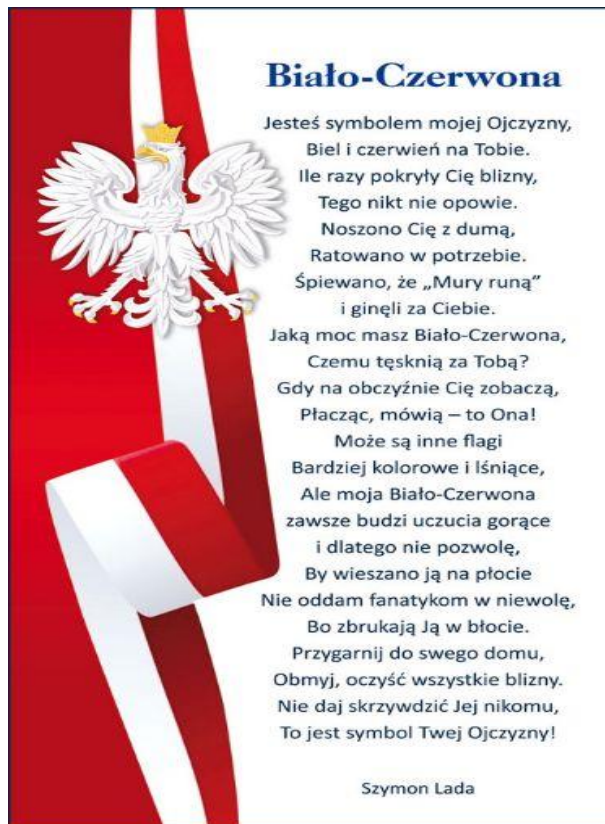 Biało-Czerwona
Jesteś symbolem mojej Ojczyzny,
Biel i czerwień na Tobie.
Ile razy pokryły Cię blizny,
Tego nikt nie opowie.
Noszono Cię z dumą,
Ratowano w potrzebie.
Śpiewano, że „Mury runą”
i ginęli za Ciebie.
Jaką moc masz Biało-Czerwona,
Czemu tęsknią za Tobą?
Gdy na obczyźnie Cię zobaczą,
Płacząc, mówią – to Ona!
Może są inne flagi
Bardziej kolorowe i lśniące,
Ale moja Biało-Czerwona
zawsze budzi uczucia gorące
i dlatego nie pozwolę,
By wieszano ją na płocie
Nie oddam fanatykom w niewolę,
Bo zbrukają Ją w błocie.
Przygarnij do swego domu,
Obmyj, oczyść wszystkie blizny.
Nie daj skrzywdzić Jej nikomu,
To jest symbol Twej Ojczyzny!
Szymon Lada